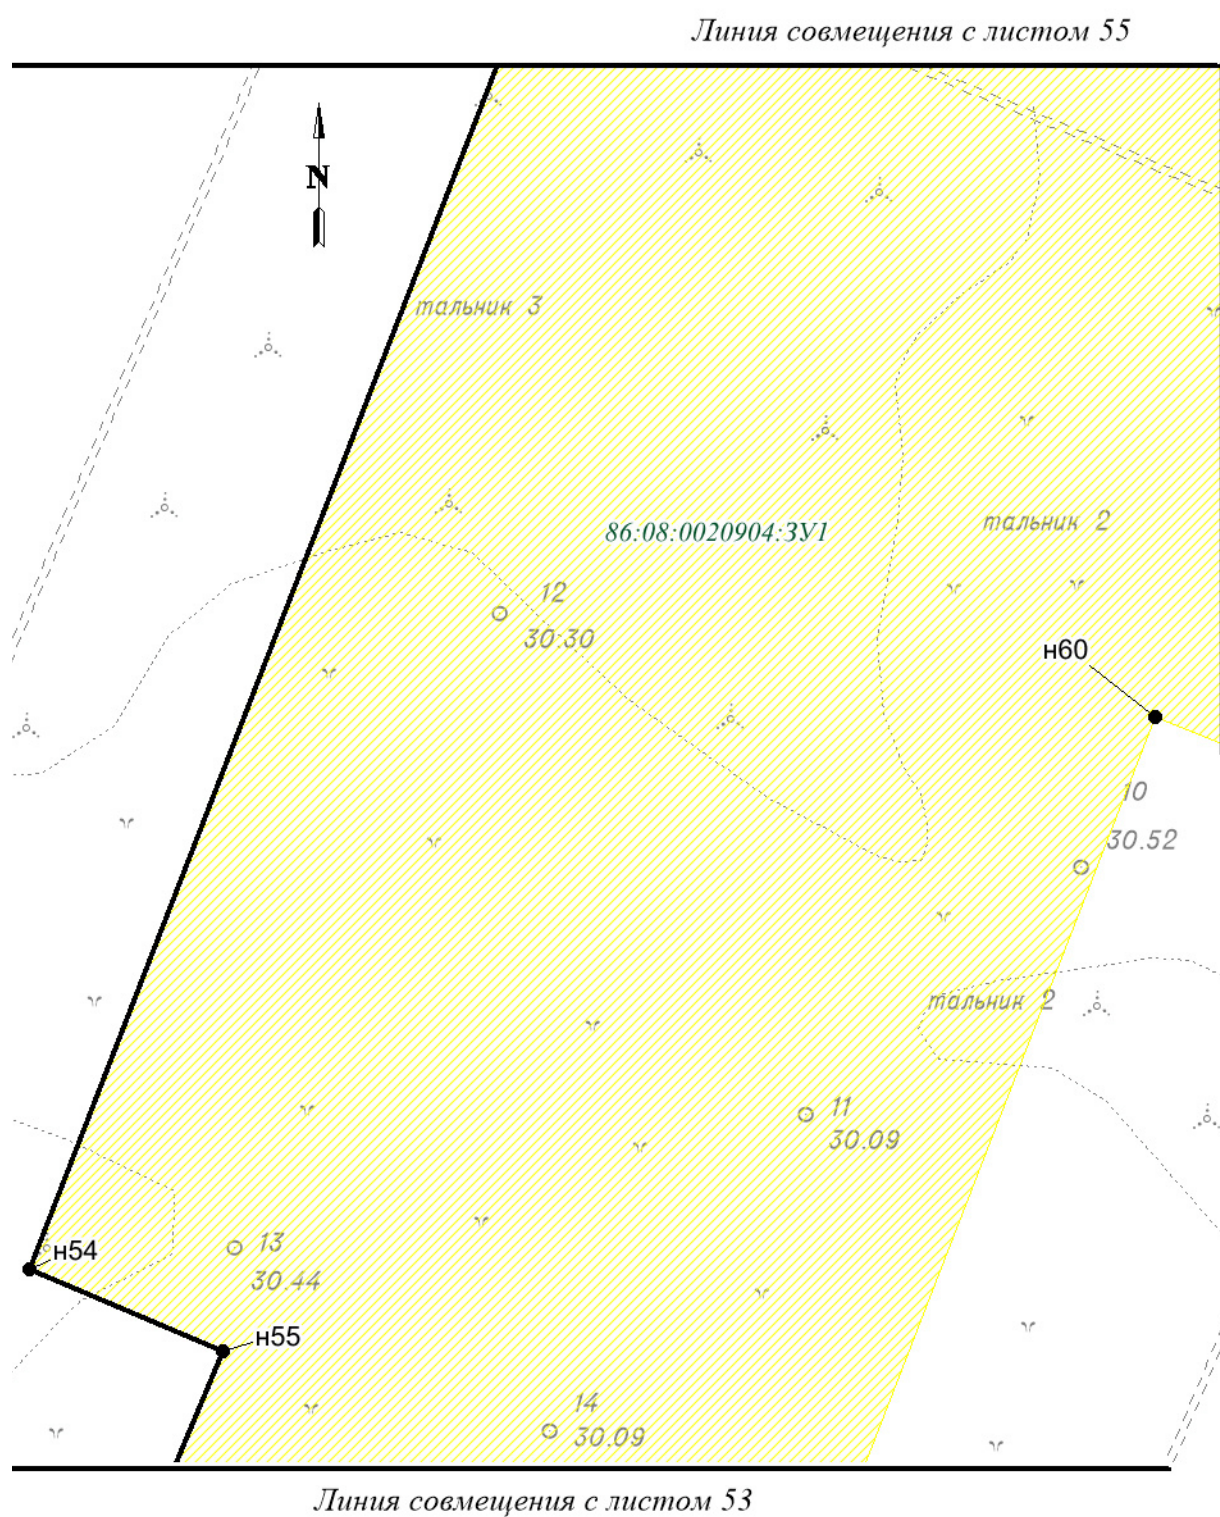 Линия совмещения с листом 55
N
тальник 3
тальник 2
86:08:0020904:ЗУ1
12
30.30
н60
10
30.52
тальник 2
11
30.09
н54
13
30.44
н55
14
30.09
Линия совмещения с листом 53